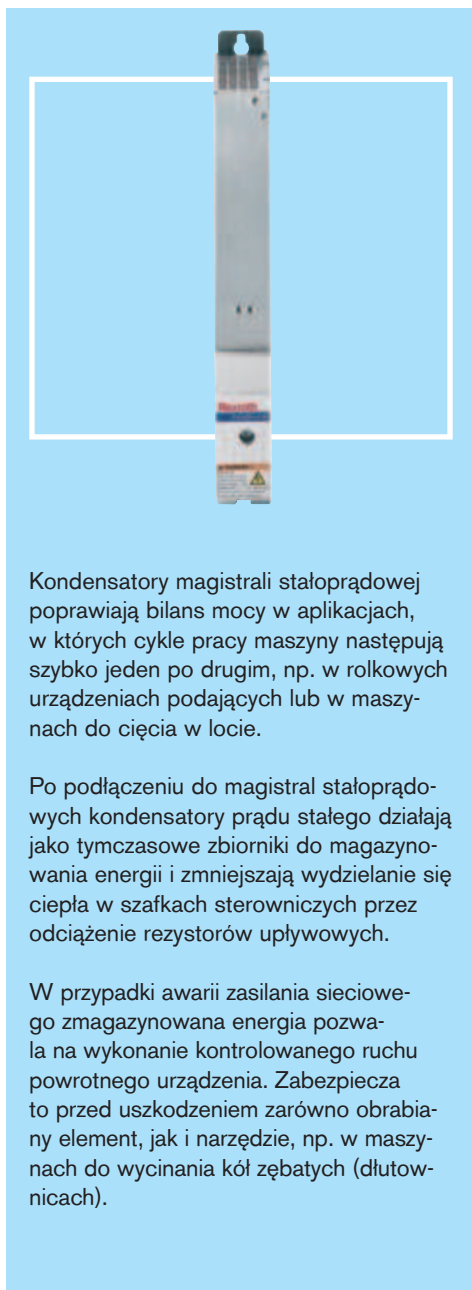 Rexroth
Kondensatory magistrali stałoprądowej
poprawiają bilans mocy w aplikacjach,
w których cykle pracy maszyny następują
szybko jeden po drugim, np. w rolkowych
urządzeniach podających lub w maszy-
nach do cięcia w locie.
Po podłączeniu do magistral stałoprądo-
wych kondensatory prądu stałego działają
jako tymczasowe zbiorniki do magazyno-
wania energii i zmniejszają wydzielanie się
ciepła w szafkach sterowniczych przez
odciążenie rezystorów upływowych.
W przypadki awarii zasilania sieciowe-
go zmagazynowana energia pozwa-
la na wykonanie kontrolowanego ruchu
powrotnego urządzenia. Zabezpiecza
to przed uszkodzeniem zarówno obrabia-
ny element, jak i narzędzie, np. w maszy-
nach do wycinania kół zębatych (dłutow-
nicach).